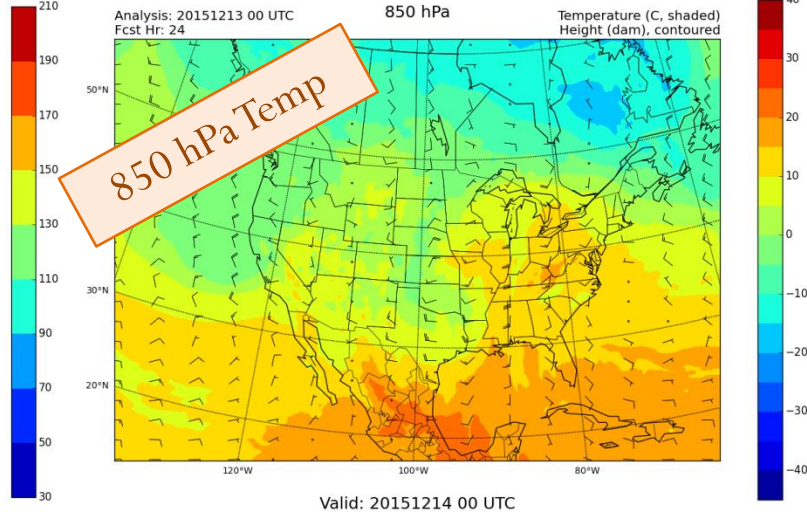 Analysis: 20151213 00 UTC
Fcst Hr: 24
850 hPa
Temperature (C, shaded)
Height (dam), contoured
850 hPa Temp
210
190
170
150
130
110
90
70
50
30
50°N
30°N
20°N
120°W
100°W
80°W
40
30
20
10
0
−10
−20
−30
−40
Valid: 20151214 00 UTC